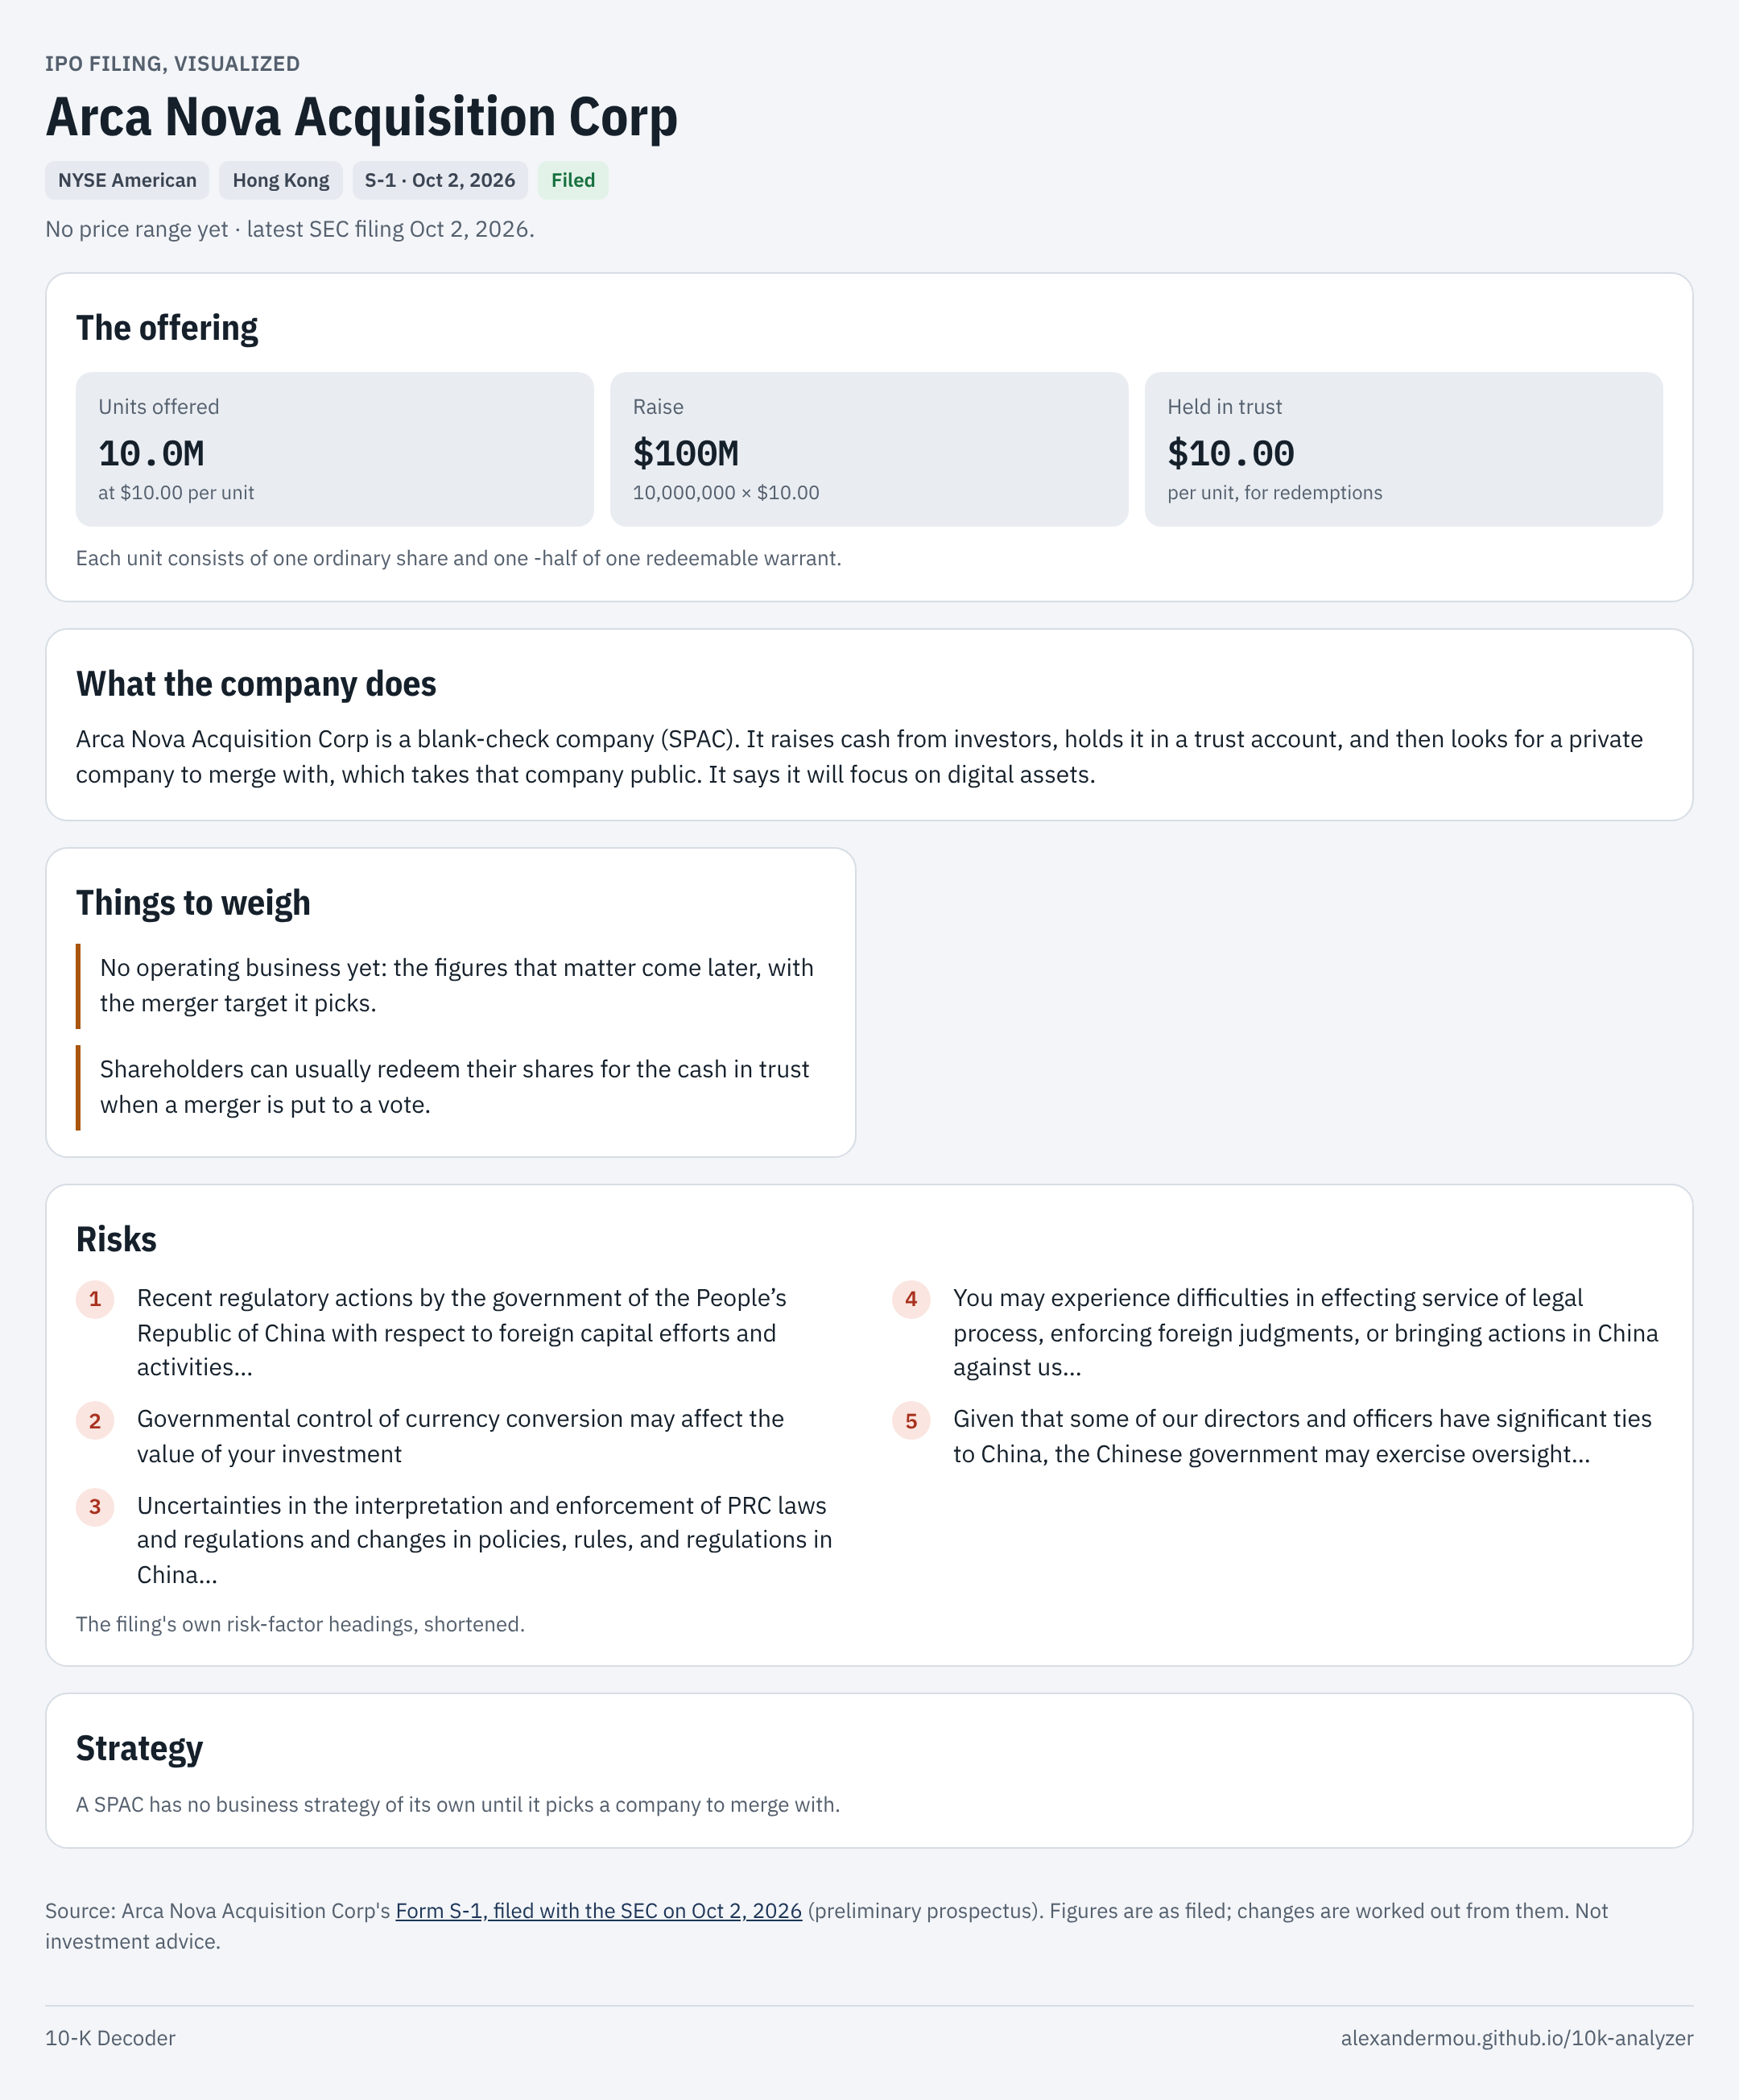 IPO FILING, VISUALIZED
Arca Nova Acquisition Corp
NYSE American
Hong Kong
S-1 · Oct 2, 2026
Filed
No price range yet · latest SEC filing Oct 2, 2026.
The offering
Units offered
10.0M
at $10.00 per unit
Raise
$100M
10,000,000 × $10.00
Held in trust
$10.00
per unit, for redemptions
Each unit consists of one ordinary share and one -half of one redeemable warrant.
What the company does
Arca Nova Acquisition Corp is a blank-check company (SPAC). It raises cash from investors, holds it in a trust account, and then looks for a private
company to merge with, which takes that company public. It says it will focus on digital assets.
Things to weigh
No operating business yet: the figures that matter come later, with
the merger target it picks.
Shareholders can usually redeem their shares for the cash in trust
when a merger is put to a vote.
Risks
1
Recent regulatory actions by the government of the People’s
Republic of China with respect to foreign capital efforts and
activities…
2
Governmental control of currency conversion may affect the
value of your investment
3
Uncertainties in the interpretation and enforcement of PRC laws
and regulations and changes in policies, rules, and regulations in
China…
4
You may experience difficulties in effecting service of legal
process, enforcing foreign judgments, or bringing actions in China
against us…
5
Given that some of our directors and officers have significant ties
to China, the Chinese government may exercise oversight…
The filing's own risk-factor headings, shortened.
Strategy
A SPAC has no business strategy of its own until it picks a company to merge with.
Source: Arca Nova Acquisition Corp's Form S-1, filed with the SEC on Oct 2, 2026 (preliminary prospectus). Figures are as filed; changes are worked out from them. Not
investment advice.
10-K Decoder
alexandermou.github.io/10k-analyzer